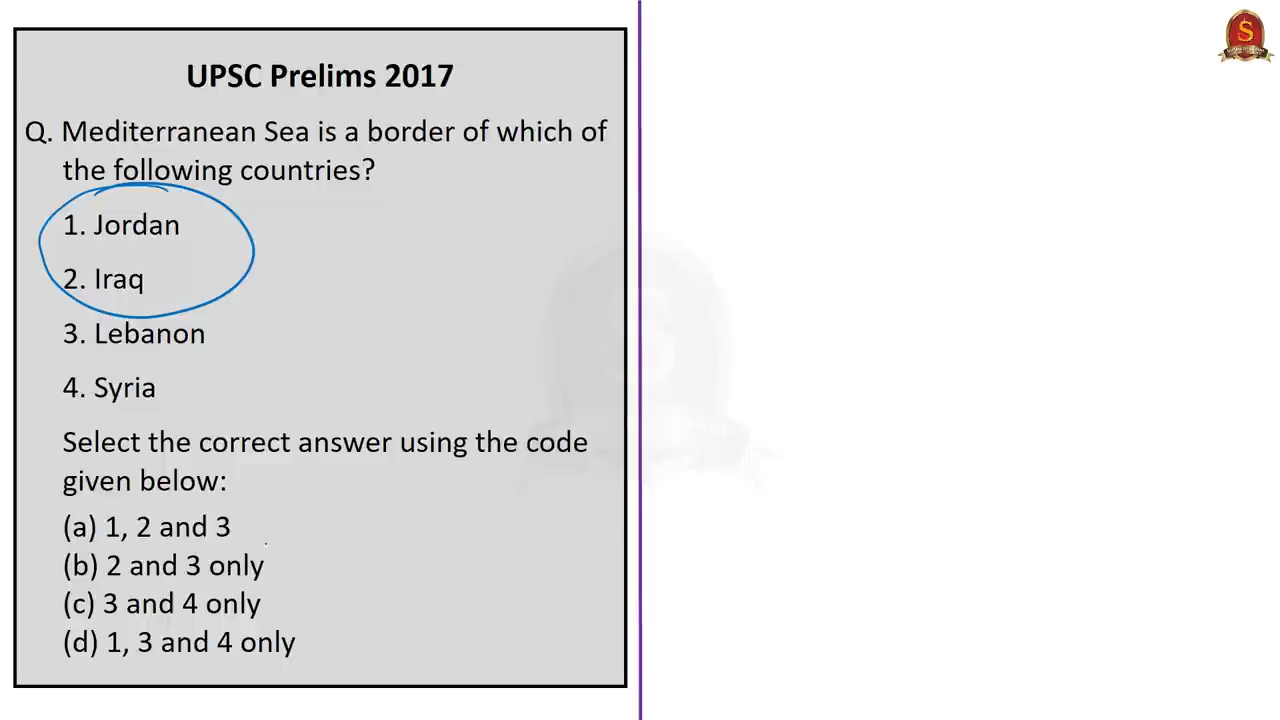 UPSC Prelims 2017
Q. Mediterranean Sea is a border of which of
the following countries?
1. Jordan
2. Iraq
3. Lebanon
4. Syria
Select the correct answer using the code
given below:
(a) 1, 2 and 3
(b) 2 and 3 only
(c) 3 and 4 only
(d) 1, 3 and 4 only
S